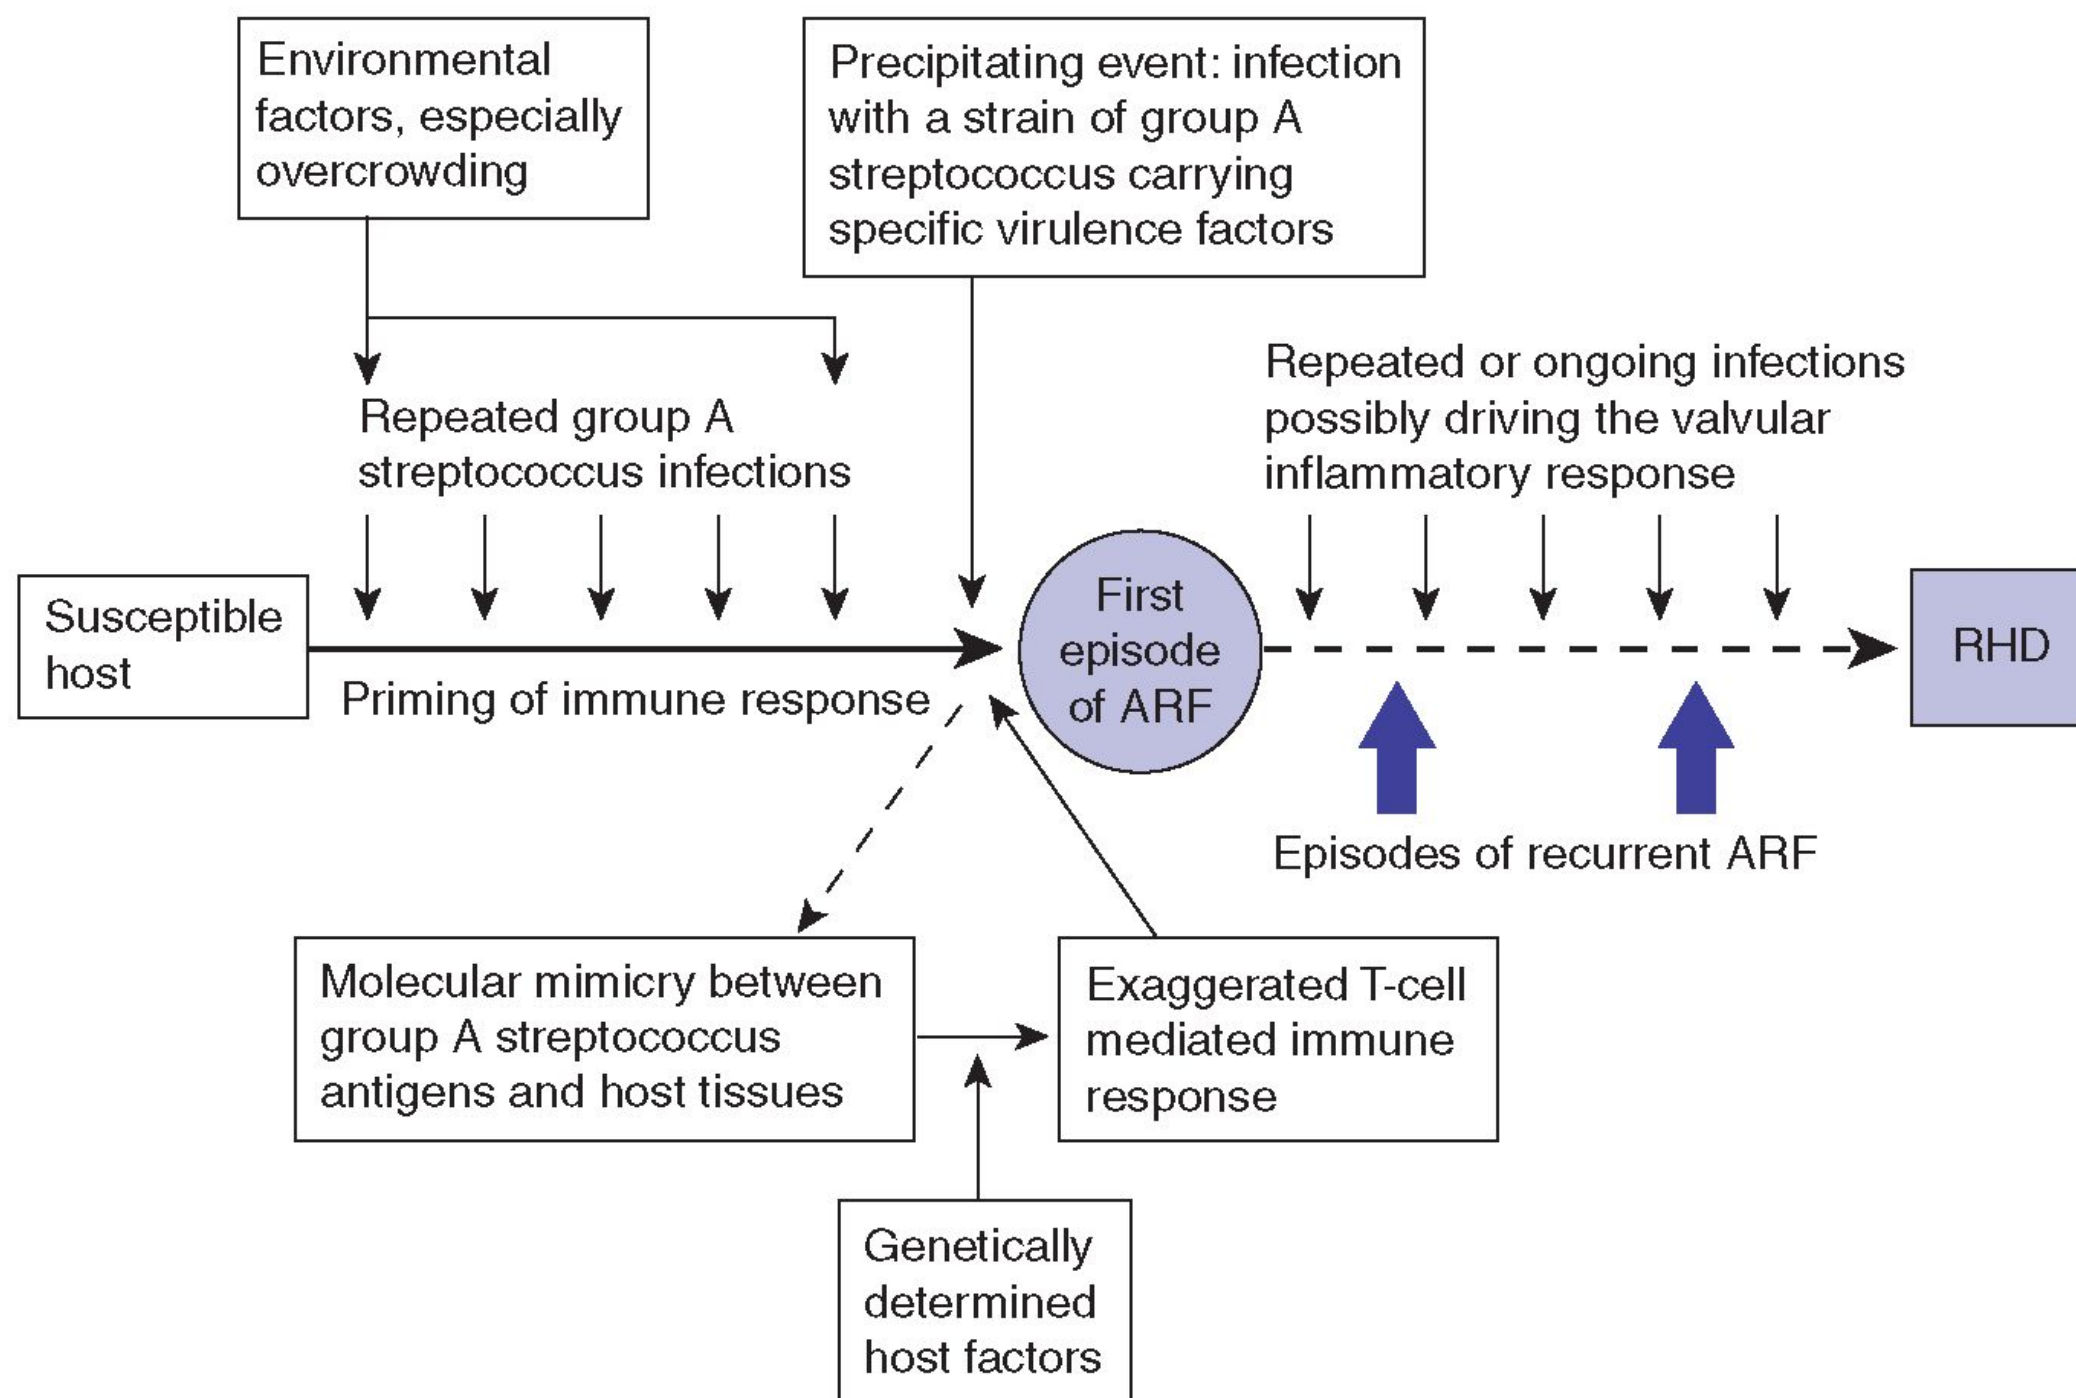 Environmental
factors, especially
overcrowding
Precipitating event: infection
with a strain of group A
streptococcus carrying
specific virulence factors
Repeated group A
streptococcus infections
Repeated or ongoing infections
possibly driving the valvular
inflammatory response
Susceptible
host
Priming of immune response
First
episode
of ARF
RHD
Episodes of recurrent ARF
Molecular mimicry between
group A streptococcus
antigens and host tissues
Exaggerated T-cell
mediated immune
response
Genetically
determined
host factors